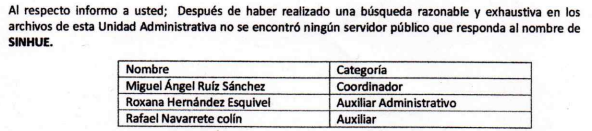 Al respecto informo a usted; Después de haber realizado una búsqueda razonable y exhaustiva en los
archivos de esta Unidad Administrativa no se encontró ningún servidor público que responda al nombre de
SINHUE.
Nombre Categoría
Miguel Ángel Ruíz Sánchez Coordinador
Roxana Hernández Esquivel Auxiliar Administrativo
Rafael Navarrete colín Auxiliar